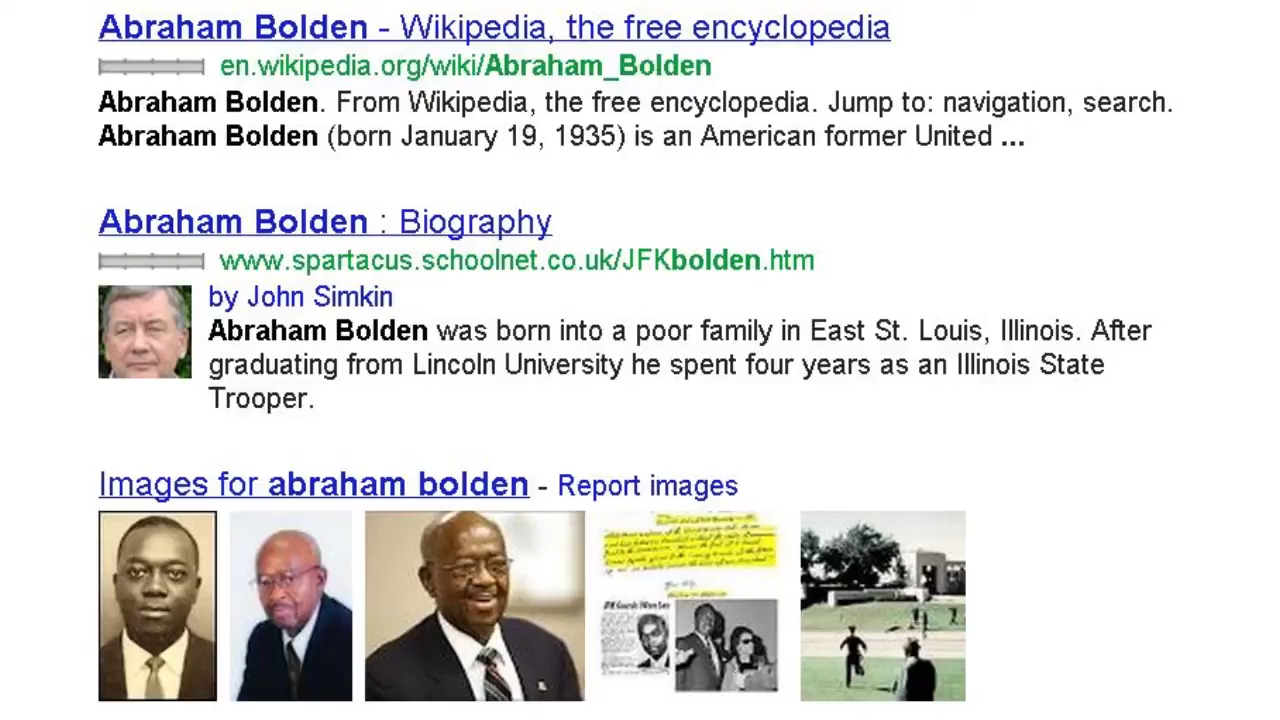 Abraham Bolden - Wikipedia, the free encyclopedia
en.wikipedia.org/wiki/Abraham_Bolden
Abraham Bolden. From Wikipedia, the free encyclopedia. Jump to: navigation, search.
Abraham Bolden (born January 19, 1935) is an American former United ...
Abraham Bolden : Biography
www.spartacus.schoolnet.co.uk/JFKbolden.htm
by John Simkin
Abraham Bolden was born into a poor family in East St. Louis, Illinois. After
graduating from Lincoln University he spent four years as an Illinois State
Trooper.
Images for abraham bolden - Report images